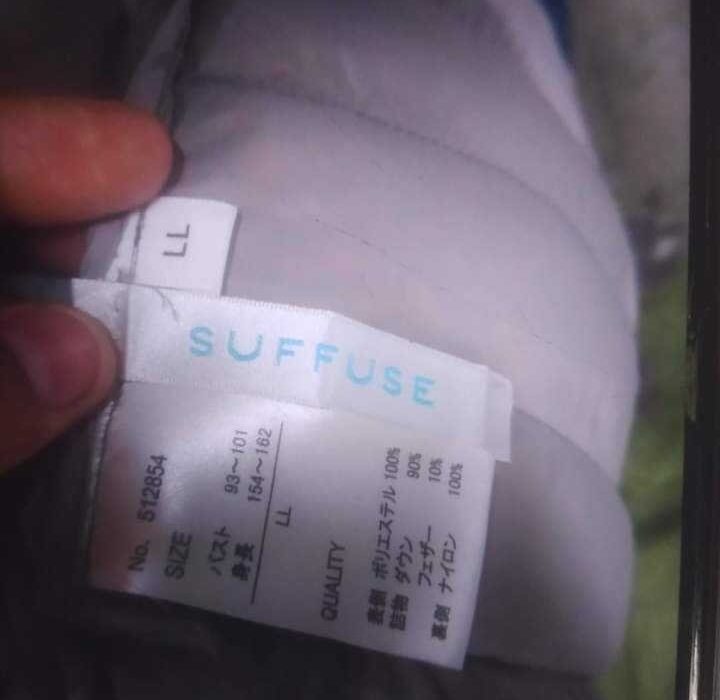 LL
SUFFUSE
No. 512854
SIZE
バスト 93～101
身長 154～162
LL
QUALITY
表側 ポリエステル 100%
詰物 ダウン 90%
フェザー 10%
裏側 ナイロン 100%